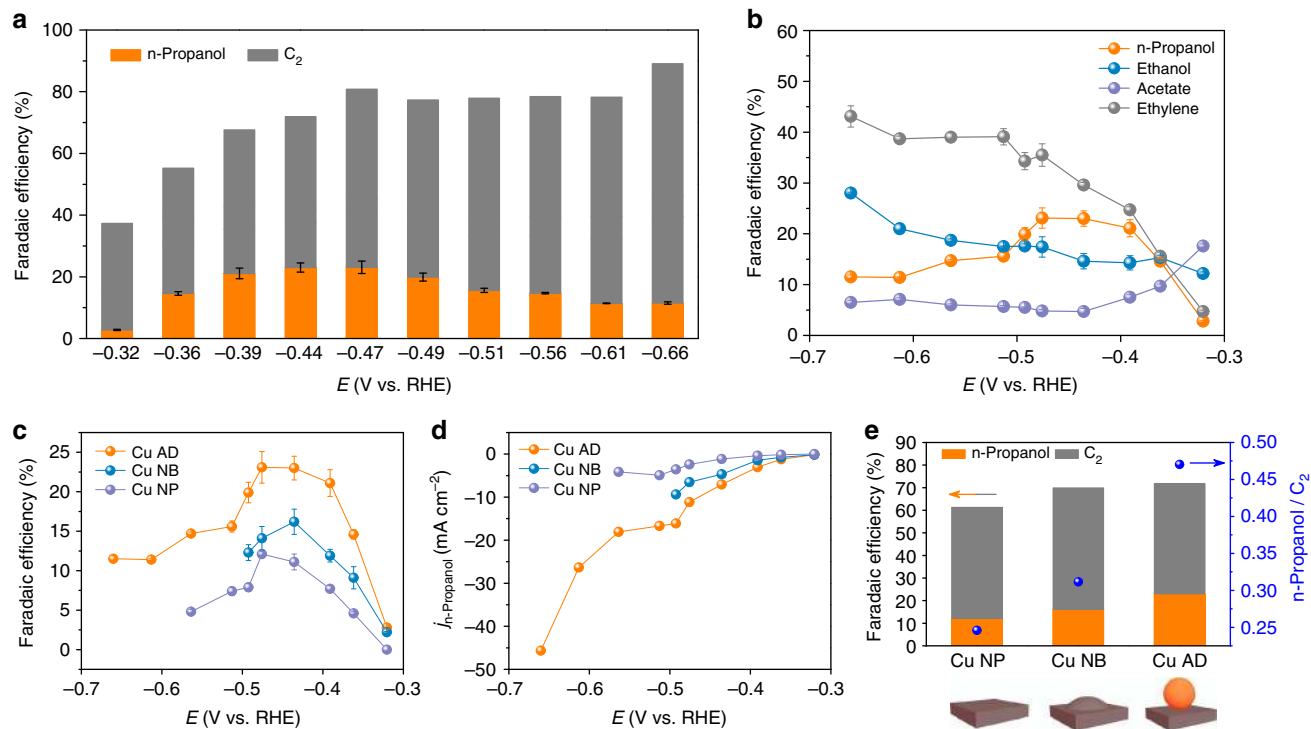 a
100
80
60
40
20
0
Faradaic efficiency (%)
n-Propanol
C₂
−0.32 −0.36 −0.39 −0.44 −0.47 −0.49 −0.51 −0.56 −0.61 −0.66
E (V vs. RHE)
b
60
50
40
30
20
10
0
Faradaic efficiency (%)
n-Propanol
Ethanol
Acetate
Ethylene
−0.7 −0.6 −0.5 −0.4 −0.3
E (V vs. RHE)
c
25
20
15
10
5
0
Faradaic efficiency (%)
Cu AD
Cu NB
Cu NP
−0.7 −0.6 −0.5 −0.4 −0.3
E (V vs. RHE)
d
10
0
−10
−20
−30
−40
−50
jn-Propanol (mA cm−2)
Cu AD
Cu NB
Cu NP
−0.7 −0.6 −0.5 −0.4 −0.3
E (V vs. RHE)
e
90
80
70
60
50
40
30
20
10
0
Faradaic efficiency (%)
n-Propanol
C₂
0.50
0.45
0.40
0.35
0.30
0.25
n-Propanol / C₂
Cu NP Cu NB Cu AD